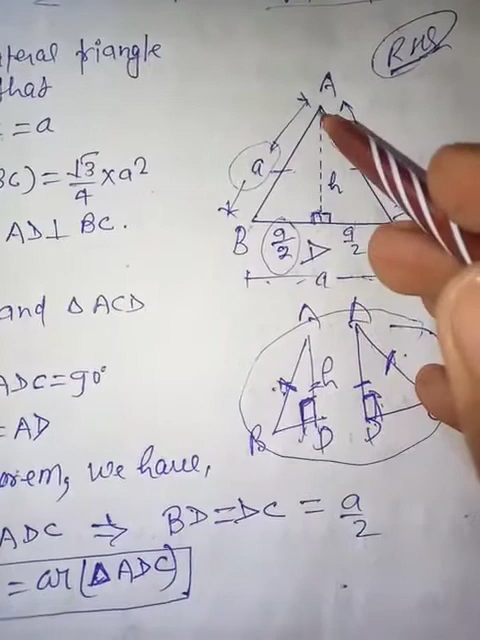 teral triangle
that
= a
BC) = √3/4 × a²
AD ⊥ BC.
and Δ ACD
ADC = 90°
= AD
orem, we have,
ADC ⇒ BD = DC = a/2
= ar(Δ ADC)
RHS
A
a
h
B a/2 D a/2
a
A
h
B D
D